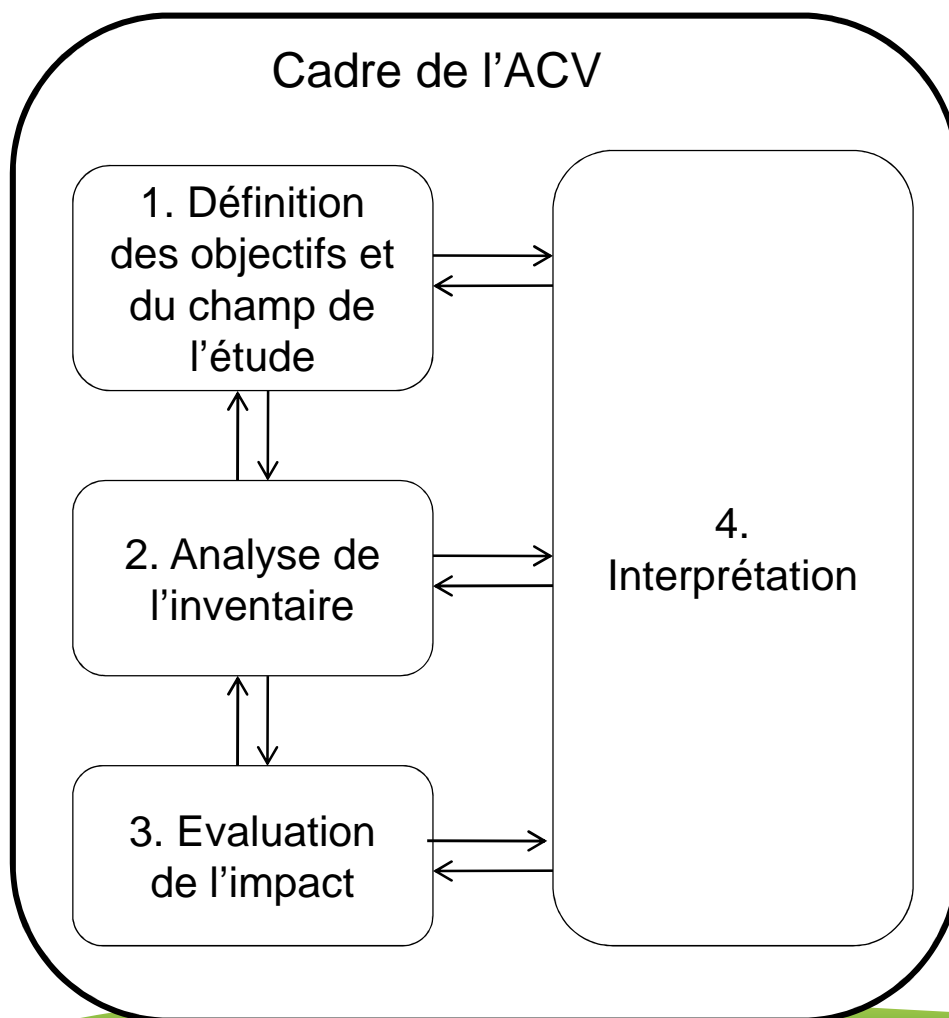 Cadre de l’ACV
1. Définition
des objectifs et
du champ de
l’étude
2. Analyse de
l’inventaire
3. Evaluation
de l’impact
4.
Interprétation